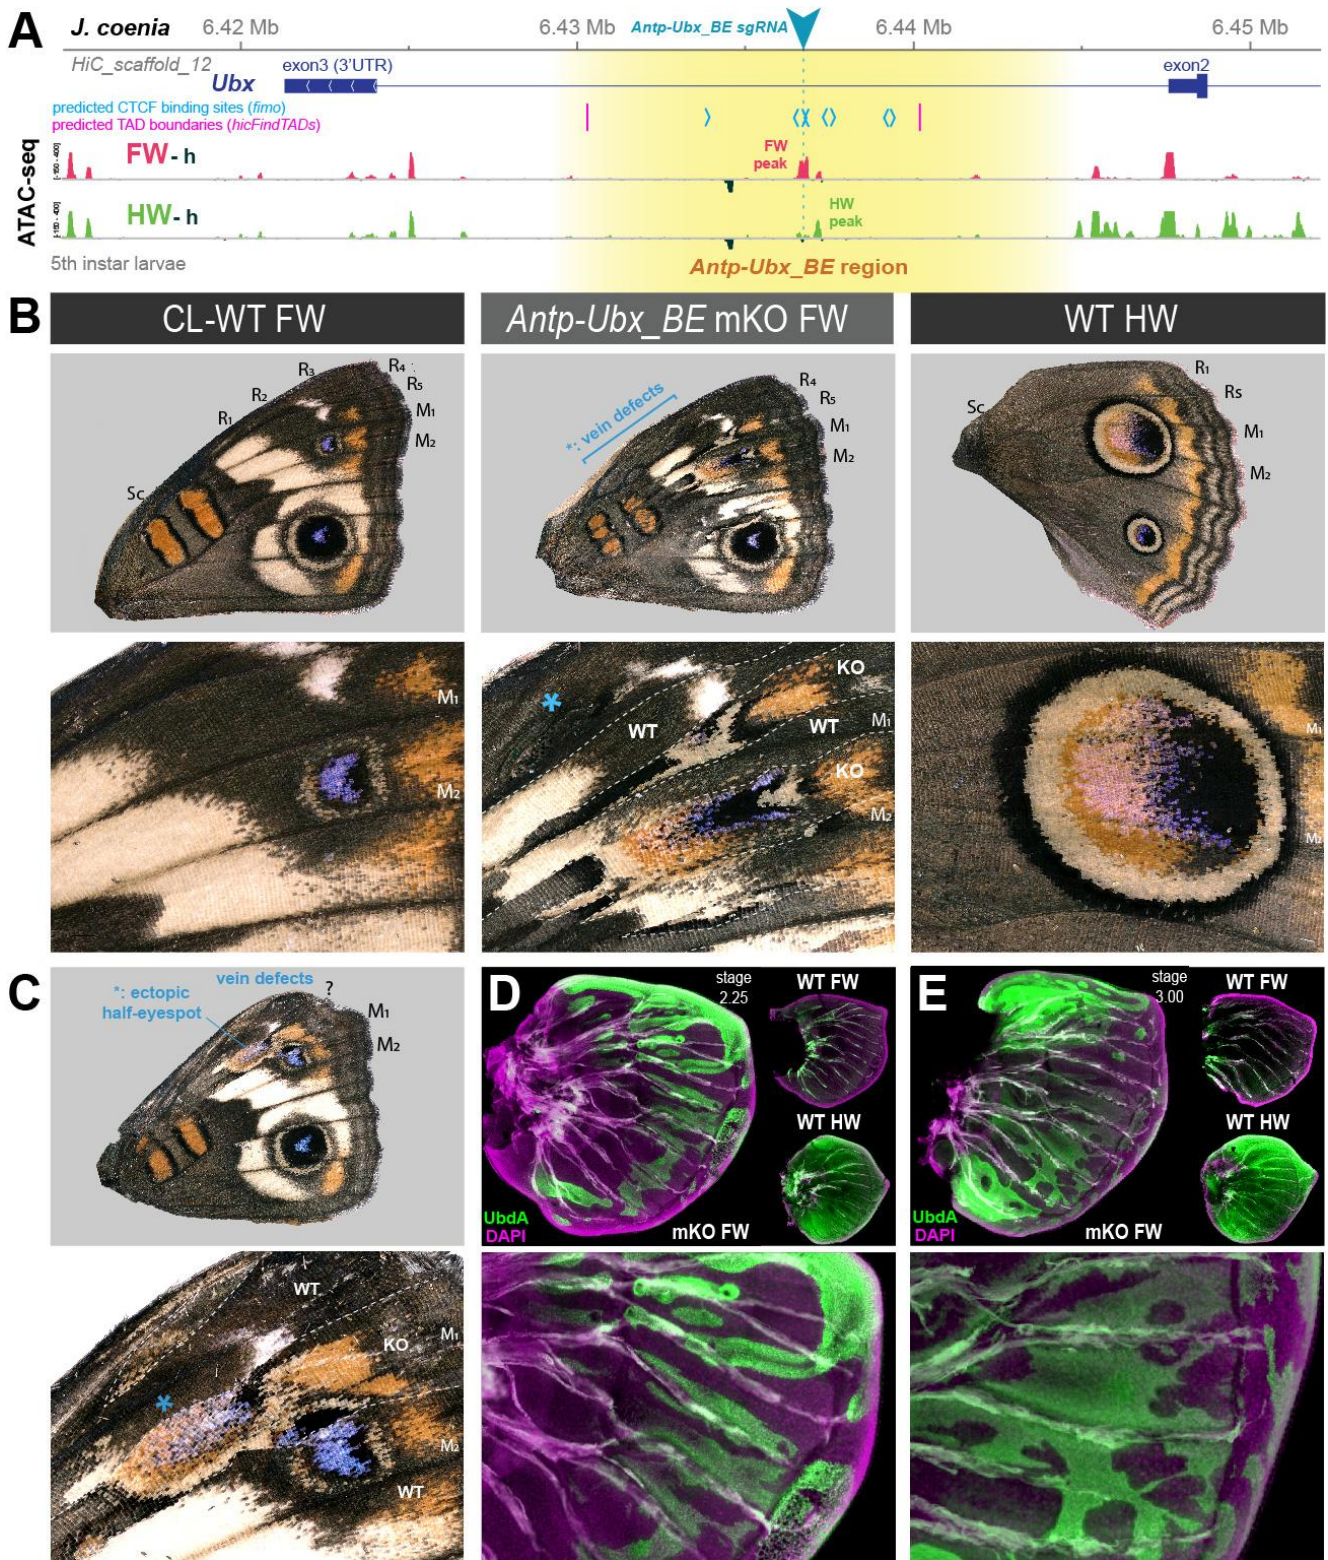 A
J. coenia
6.42 Mb
6.43 Mb
Antp-Ubx_BE sgRNA
6.44 Mb
6.45 Mb
HiC_scaffold_12
Ubx
exon3 (3'UTR)
exon2
predicted CTCF binding sites (fimo)
predicted TAD boundaries (hicFindTADs)
ATAC-seq
FW - h
FW
peak
HW - h
HW
peak
5th instar larvae
Antp-Ubx_BE region
B
CL-WT FW
Antp-Ubx_BE mKO FW
WT HW
Sc
R1
R2
R3
R4
R5
M1
M2
*: vein defects
R4
R5
M1
M2
Sc
R1
Rs
M1
M2
M1
M2
*
WT
KO
WT
M1
KO
M2
M1
M2
C
vein defects
*: ectopic
half-eyespot
?
M1
M2
WT
KO
M1
*
M2
WT
D
stage
2.25
WT FW
WT HW
UbdA
DAPI
mKO FW
E
stage
3.00
WT FW
WT HW
UbdA
DAPI
mKO FW